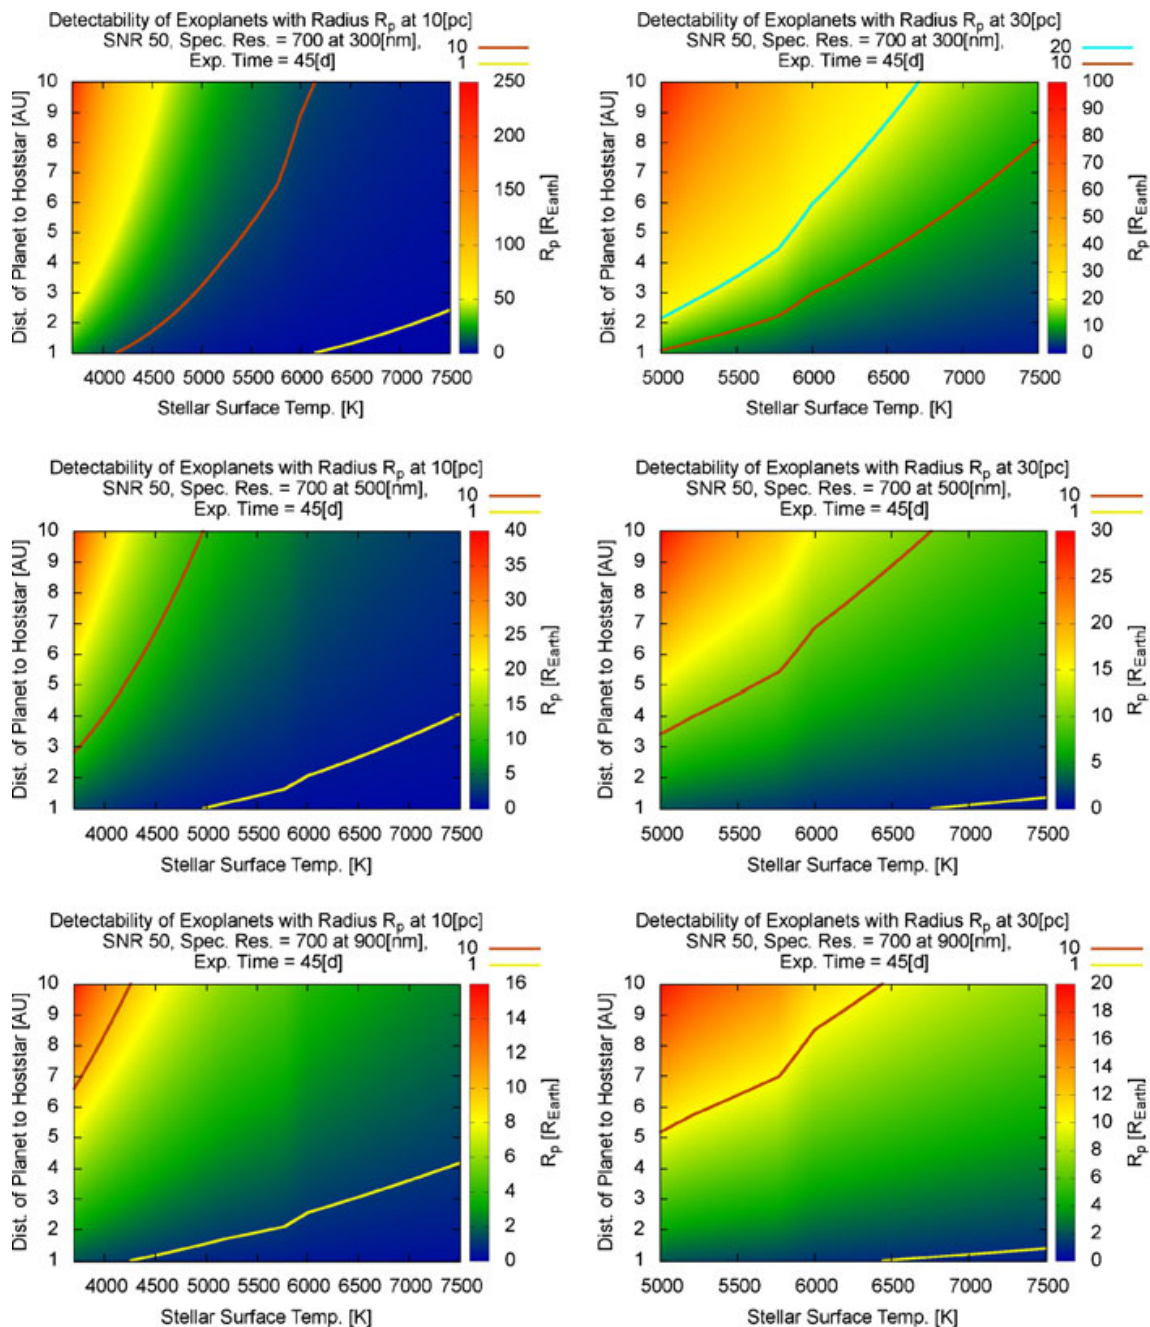 Detectability of Exoplanets with Radius Rp at 10[pc]
SNR 50, Spec. Res. = 700 at 300[nm],
Exp. Time = 45[d]
10
1
Dist. of Planet to Hoststar [AU]
10
9
8
7
6
5
4
3
2
1
4000 4500 5000 5500 6000 6500 7000 7500
Stellar Surface Temp. [K]
250
200
150
100
50
0
Rp [REarth]
Detectability of Exoplanets with Radius Rp at 30[pc]
SNR 50, Spec. Res. = 700 at 300[nm],
Exp. Time = 45[d]
20
10
Dist. of Planet to Hoststar [AU]
10
9
8
7
6
5
4
3
2
1
5000 5500 6000 6500 7000 7500
Stellar Surface Temp. [K]
100
90
80
70
60
50
40
30
20
10
0
Rp [REarth]
Detectability of Exoplanets with Radius Rp at 10[pc]
SNR 50, Spec. Res. = 700 at 500[nm],
Exp. Time = 45[d]
10
1
Dist. of Planet to Hoststar [AU]
10
9
8
7
6
5
4
3
2
1
4000 4500 5000 5500 6000 6500 7000 7500
Stellar Surface Temp. [K]
40
35
30
25
20
15
10
5
0
Rp [REarth]
Detectability of Exoplanets with Radius Rp at 30[pc]
SNR 50, Spec. Res. = 700 at 500[nm],
Exp. Time = 45[d]
10
1
Dist. of Planet to Hoststar [AU]
10
9
8
7
6
5
4
3
2
1
5000 5500 6000 6500 7000 7500
Stellar Surface Temp. [K]
30
25
20
15
10
5
0
Rp [REarth]
Detectability of Exoplanets with Radius Rp at 10[pc]
SNR 50, Spec. Res. = 700 at 900[nm],
Exp. Time = 45[d]
10
1
Dist. of Planet to Hoststar [AU]
10
9
8
7
6
5
4
3
2
1
4000 4500 5000 5500 6000 6500 7000 7500
Stellar Surface Temp. [K]
16
14
12
10
8
6
4
2
0
Rp [REarth]
Detectability of Exoplanets with Radius Rp at 30[pc]
SNR 50, Spec. Res. = 700 at 900[nm],
Exp. Time = 45[d]
10
1
Dist. of Planet to Hoststar [AU]
10
9
8
7
6
5
4
3
2
1
5000 5500 6000 6500 7000 7500
Stellar Surface Temp. [K]
20
18
16
14
12
10
8
6
4
2
0
Rp [REarth]